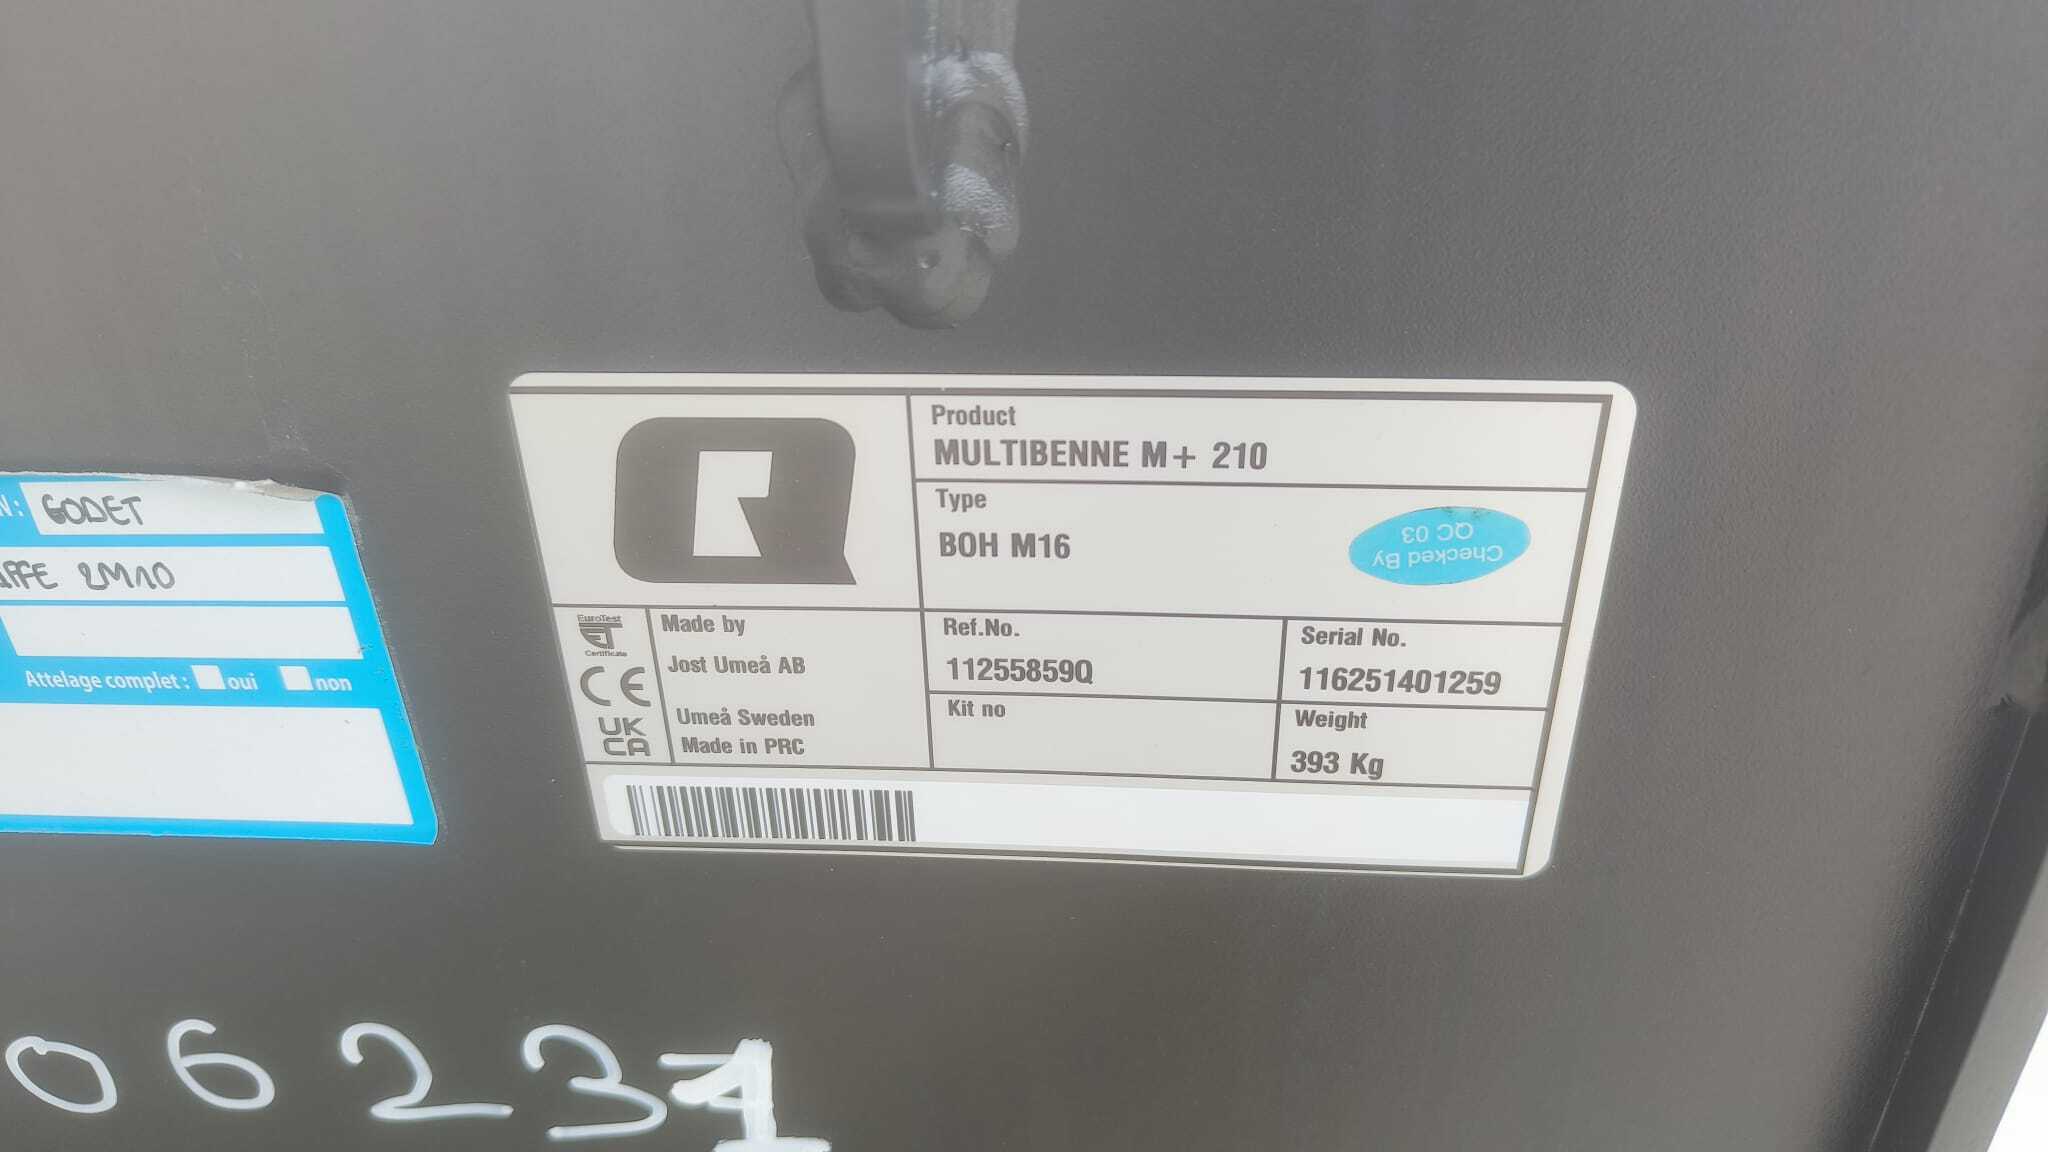 Product
MULTIBENNE M+ 210
Type
BOH M16
Checked By
QC 03
EuroTest
ET
Certificate
CE
UK
CA
Made by
Jost Umeå AB
Umeå Sweden
Made in PRC
Ref.No.
11255859Q
Serial No.
116251401259
Kit no
Weight
393 Kg
N: GODET
2M10
Attelage complet : oui non
06231